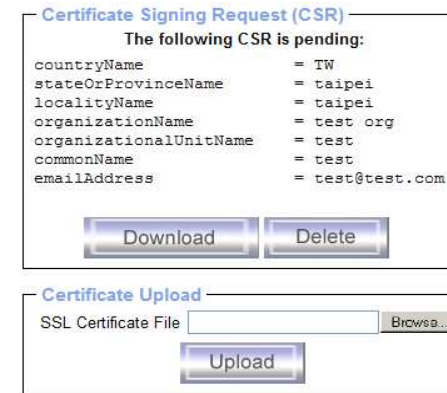 Certificate Signing Request (CSR)
The following CSR is pending:
countryName = TW
stateOrProvinceName = taipei
localityName = taipei
organizationName = test org
organizationalUnitName = test
commonName = test
emailAddress = test@test.com
Download Delete
Certificate Upload
SSL Certificate File Browse...
Upload